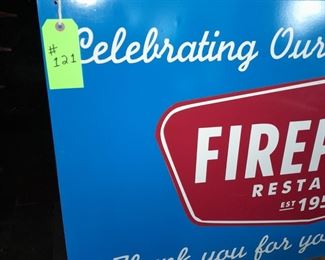 # 121
Celebrating Our
FIREF
RESTA
EST 195
Thank you for yo